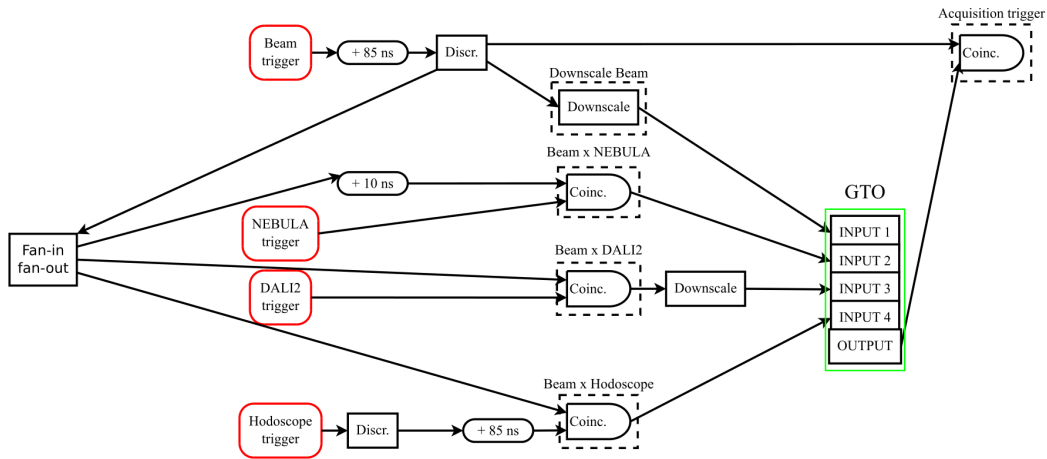 Acquisition trigger
Beam
trigger
+ 85 ns
Discr.
Coinc.
Downscale Beam
Downscale
Beam x NEBULA
+ 10 ns
Coinc.
GTO
NEBULA
trigger
INPUT 1
Fan-in
fan-out
Beam x DALI2
INPUT 2
DALI2
trigger
Coinc.
Downscale
INPUT 3
INPUT 4
OUTPUT
Beam x Hodoscope
Hodoscope
trigger
Discr.
+ 85 ns
Coinc.